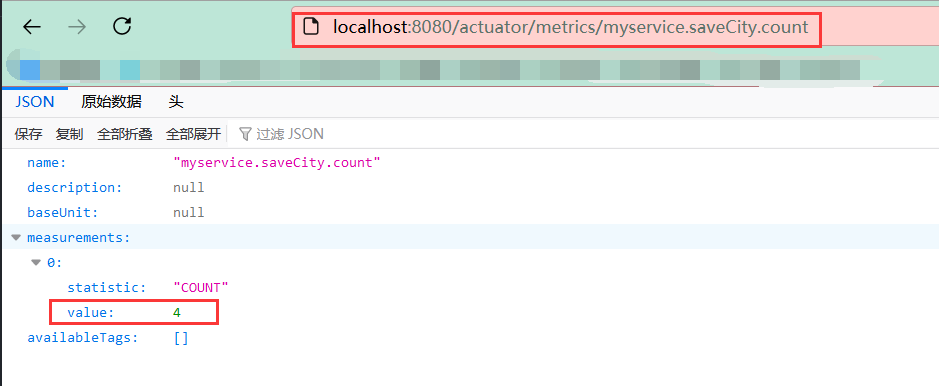 localhost:8080/actuator/metrics/myservice.saveCity.count
JSON 原始数据 头
保存 复制 全部折叠 全部展开 过滤 JSON
name: "myservice.saveCity.count"
description: null
baseUnit: null
measurements:
0:
statistic: "COUNT"
value: 4
availableTags: []